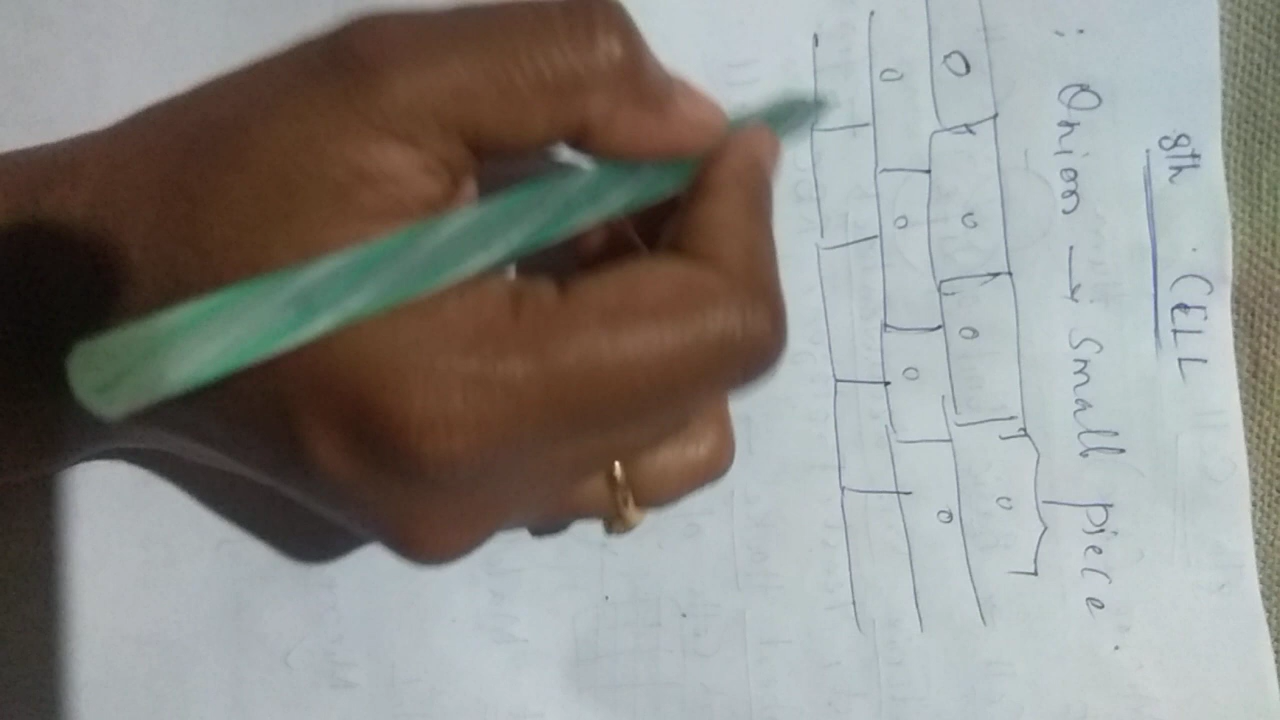 8th CELL
: Onion → Small piece.